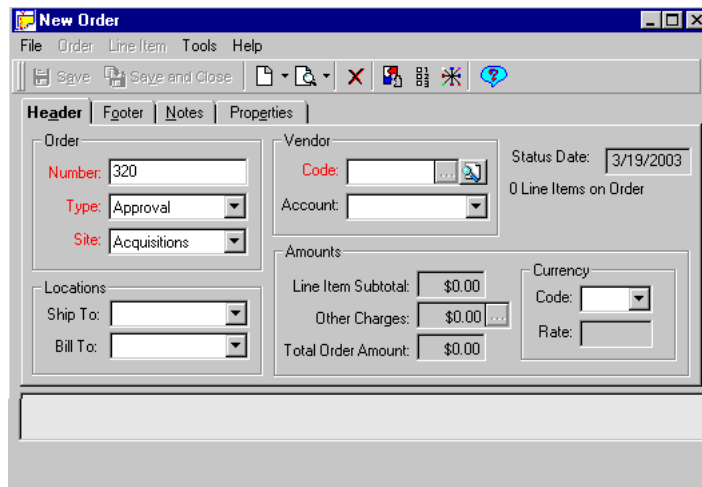 New Order
File Order Line Item Tools Help
Save Save and Close
Header Footer Notes Properties
Order
Number: 320
Type: Approval
Site: Acquisitions
Vendor
Code: ...
Account:
Status Date: 3/19/2003
0 Line Items on Order
Locations
Ship To:
Bill To:
Amounts
Line Item Subtotal: $0.00
Other Charges: $0.00 ...
Total Order Amount: $0.00
Currency
Code:
Rate: